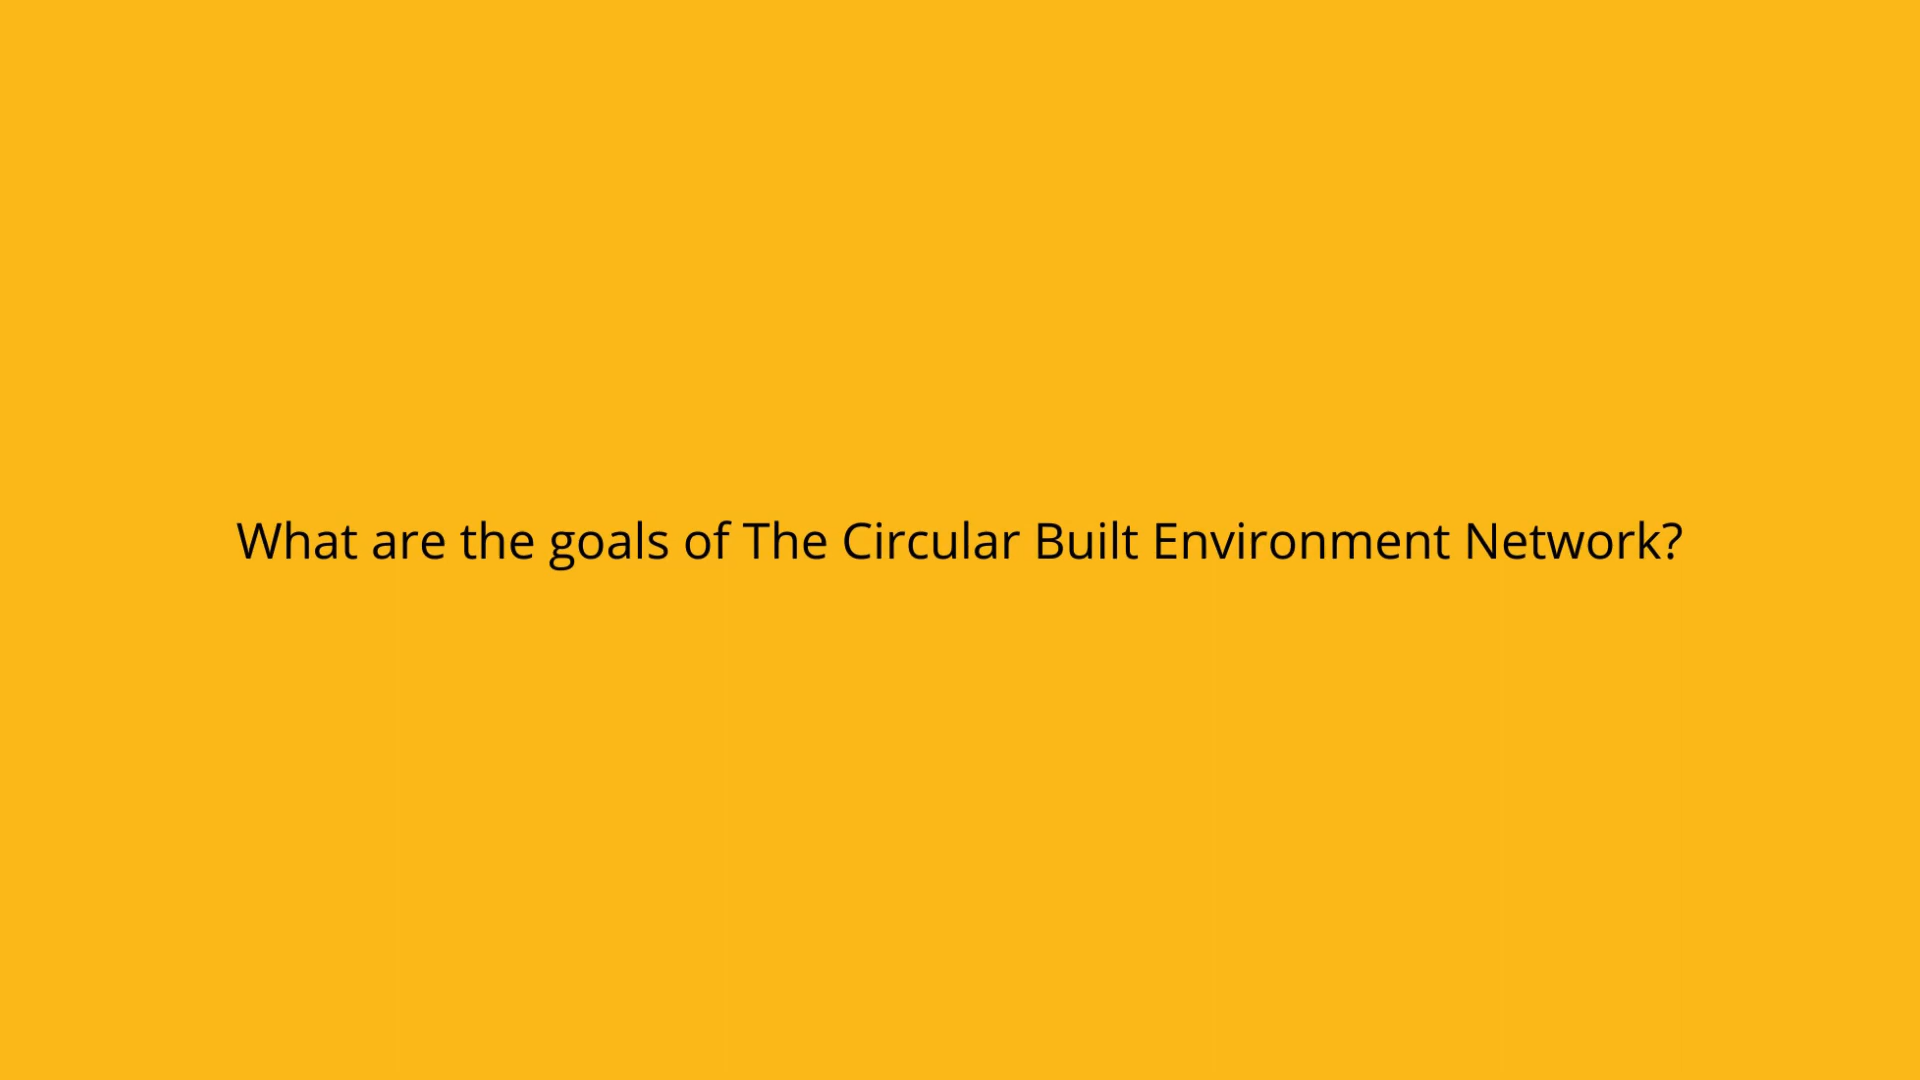 What are the goals of The Circular Built Environment Network?